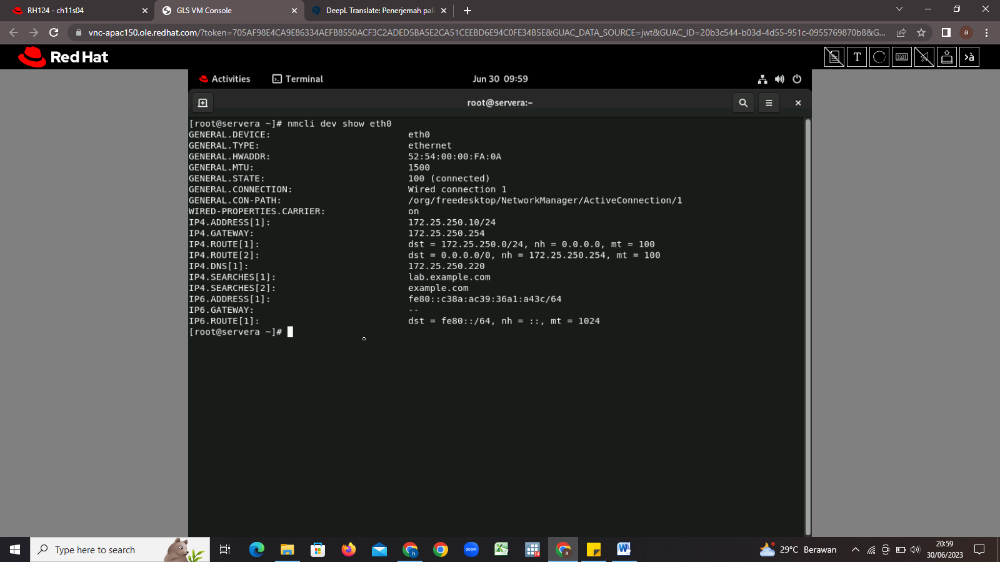 RH124 - ch11s04
GLS VM Console
DeepL Translate: Penerjemah pal
vnc-apac150.ole.redhat.com/?token=705AF98E4CA9E86334AEFB8550ACF3C2ADED5BA5E2CA51CEEBD6E94C0FE34B5E&GUAC_DATA_SOURCE=jwt&GUAC_ID=20b3c544-b03d-4d55-951c-0955769870b8&G...
a
Red Hat
T
>à
Activities
Terminal
Jun 30 09:59
root@servera:~
[root@servera ~]# nmcli dev show eth0
GENERAL.DEVICE: eth0
GENERAL.TYPE: ethernet
GENERAL.HWADDR: 52:54:00:00:FA:0A
GENERAL.MTU: 1500
GENERAL.STATE: 100 (connected)
GENERAL.CONNECTION: Wired connection 1
GENERAL.CON-PATH: /org/freedesktop/NetworkManager/ActiveConnection/1
WIRED-PROPERTIES.CARRIER: on
IP4.ADDRESS[1]: 172.25.250.10/24
IP4.GATEWAY: 172.25.250.254
IP4.ROUTE[1]: dst = 172.25.250.0/24, nh = 0.0.0.0, mt = 100
IP4.ROUTE[2]: dst = 0.0.0.0/0, nh = 172.25.250.254, mt = 100
IP4.DNS[1]: 172.25.250.220
IP4.SEARCHES[1]: lab.example.com
IP4.SEARCHES[2]: example.com
IP6.ADDRESS[1]: fe80::c38a:ac39:36a1:a43c/64
IP6.GATEWAY: --
IP6.ROUTE[1]: dst = fe80::/64, nh = ::, mt = 1024
[root@servera ~]#
Type here to search
h
zoom
14
a
W
29°C Berawan
20:59
30/06/2023